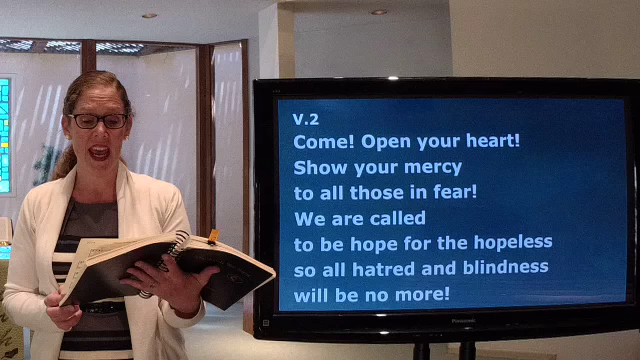 V.2
Come! Open your heart!
Show your mercy
to all those in fear!
We are called
to be hope for the hopeless
so all hatred and blindness
will be no more!
Panasonic